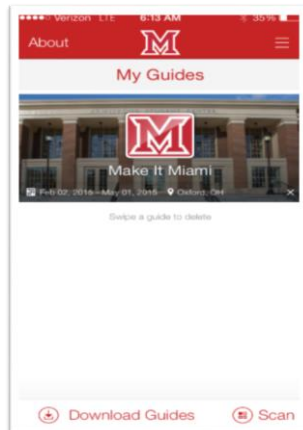 Verizon LTE 6:13 AM 35%
About M
My Guides
M
Make It Miami
Feb 02, 2015 - May 01, 2015 Oxford, OH
Swipe a guide to delete
Download Guides Scan